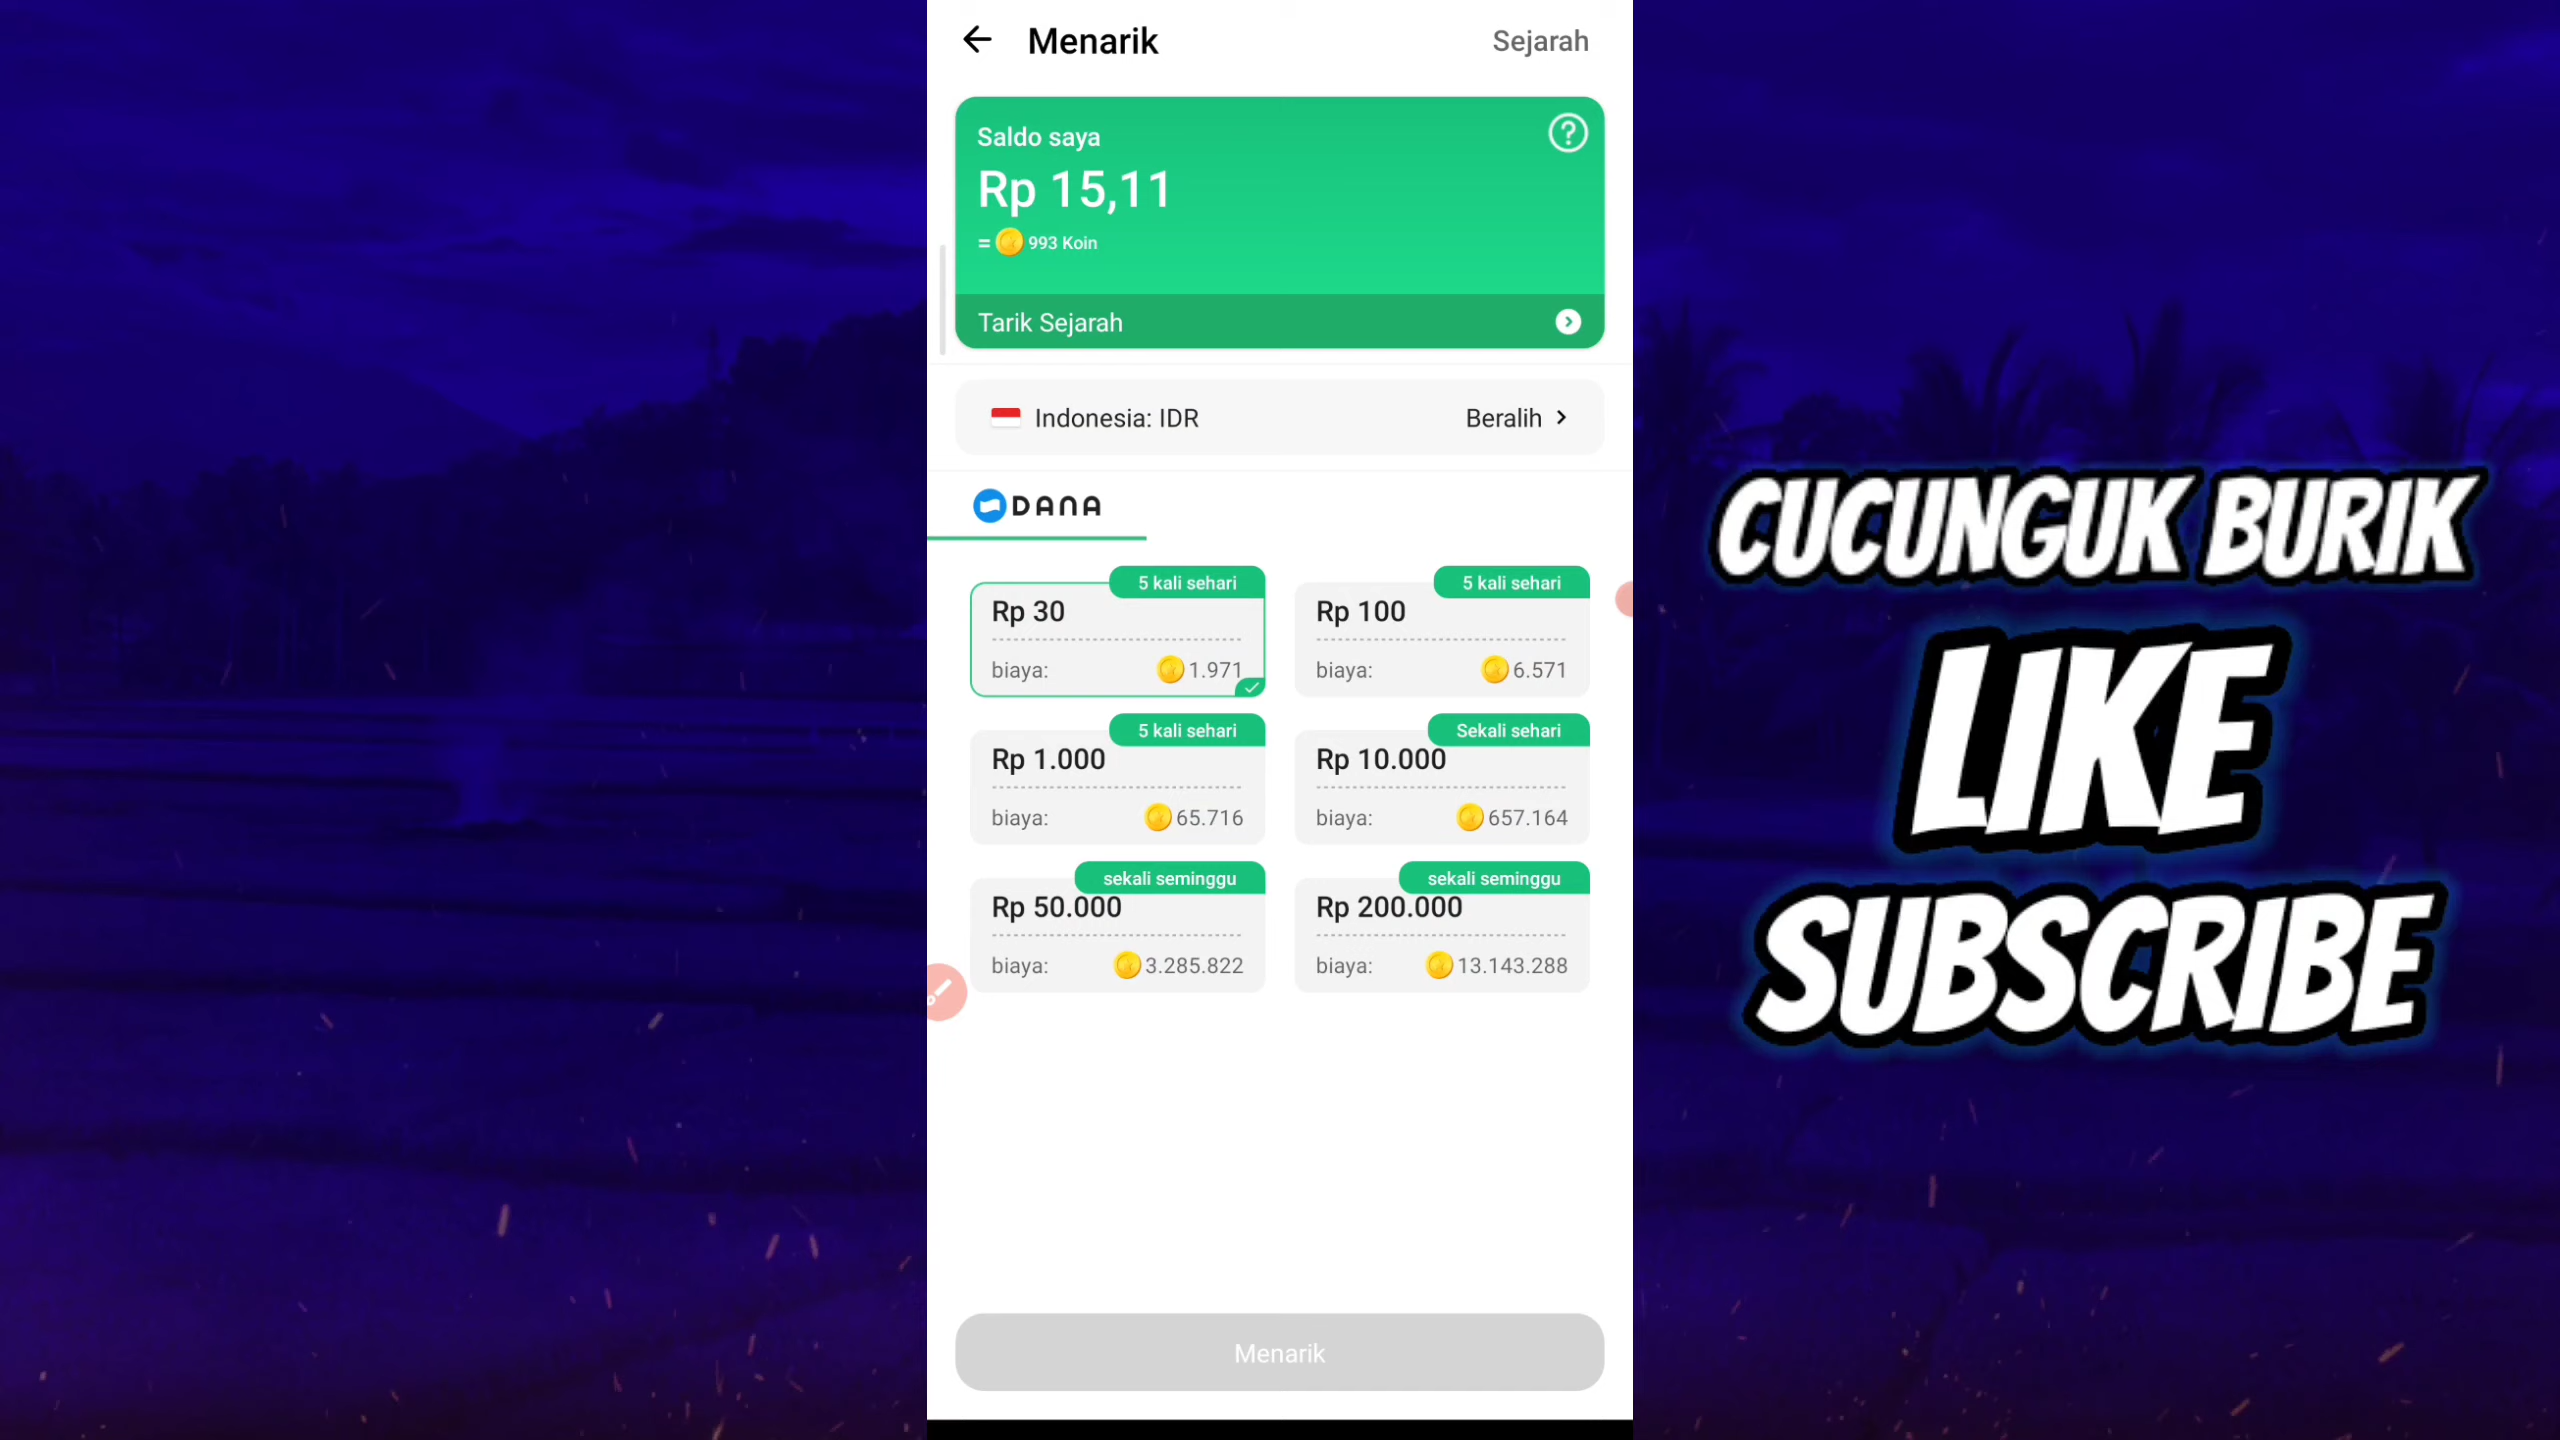 Menarik
Sejarah
Saldo saya
Rp 15,11
= 993 Koin
Tarik Sejarah
Indonesia: IDR
Beralih
DANA
5 kali sehari
Rp 30
biaya: 1.971
5 kali sehari
Rp 100
biaya: 6.571
5 kali sehari
Rp 1.000
biaya: 65.716
Sekali sehari
Rp 10.000
biaya: 657.164
sekali seminggu
Rp 50.000
biaya: 3.285.822
sekali seminggu
Rp 200.000
biaya: 13.143.288
Menarik
CUCUNGUK BURIK
LIKE
SUBSCRIBE